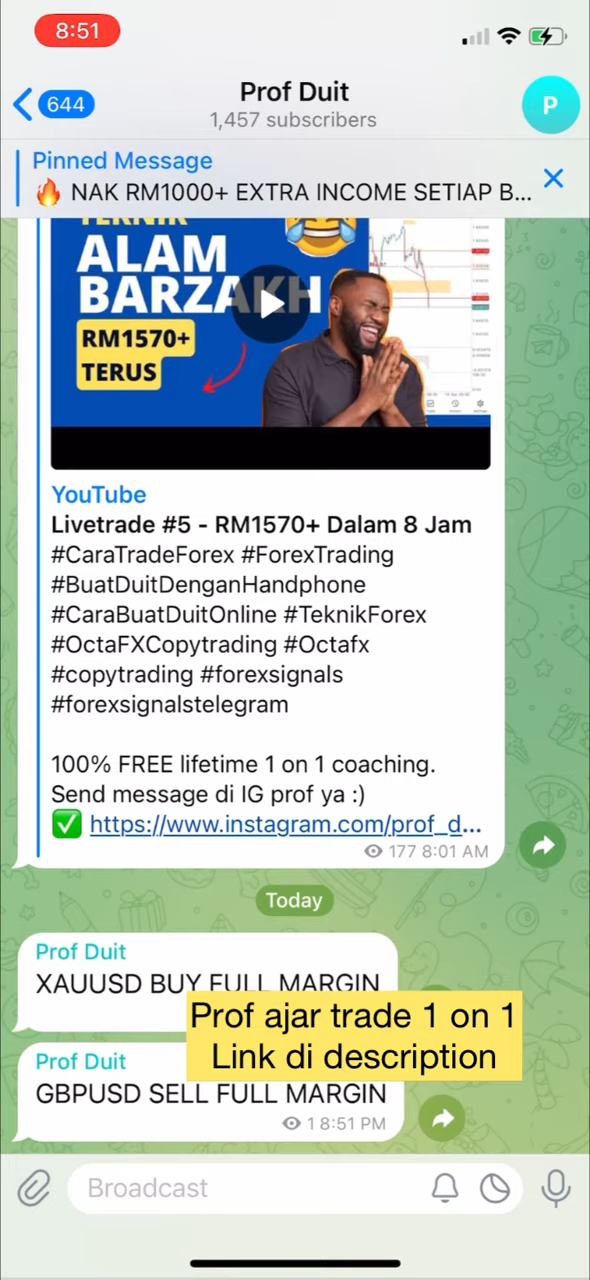 8:51
644
Prof Duit
P
1,457 subscribers
Pinned Message
🔥 NAK RM1000+ EXTRA INCOME SETIAP B...
TEKNIK
ALAM
BARZAKH
RM1570+
TERUS
YouTube
Livetrade #5 - RM1570+ Dalam 8 Jam
#CaraTradeForex #ForexTrading
#BuatDuitDenganHandphone
#CaraBuatDuitOnline #TeknikForex
#OctaFXCopytrading #Octafx
#copytrading #forexsignals
#forexsignalstelegram
100% FREE lifetime 1 on 1 coaching.
Send message di IG prof ya :)
✅ https://www.instagram.com/prof_d...
177 8:01 AM
Today
Prof Duit
XAUUSD BUY FULL MARGIN
Prof ajar trade 1 on 1
Link di description
Prof Duit
GBPUSD SELL FULL MARGIN
1 8:51 PM
Broadcast